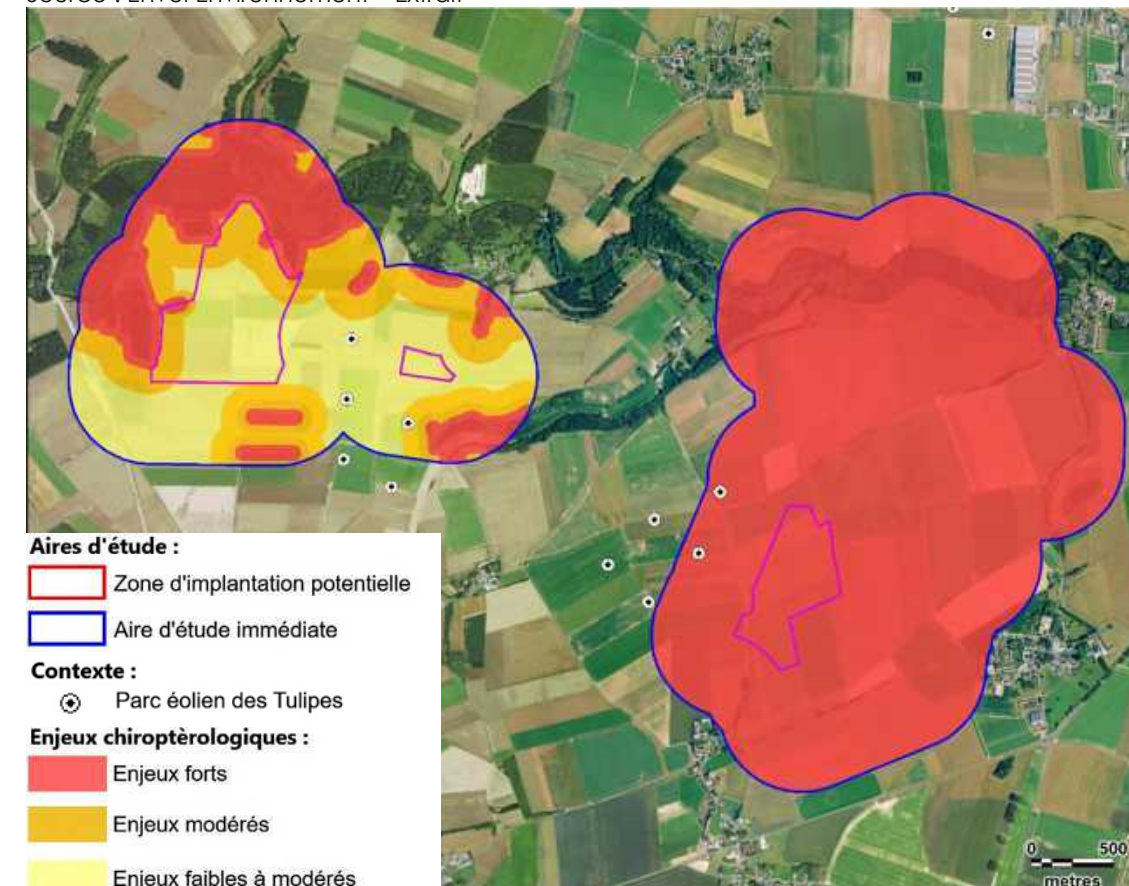 Aires d'étude :
Zone d'implantation potentielle
Aire d'étude immédiate
Contexte :
Parc éolien des Tulipes
Enjeux chiroptèrologiques :
Enjeux forts
Enjeux modérés
Enjeux faibles à modérés
0 500
metres